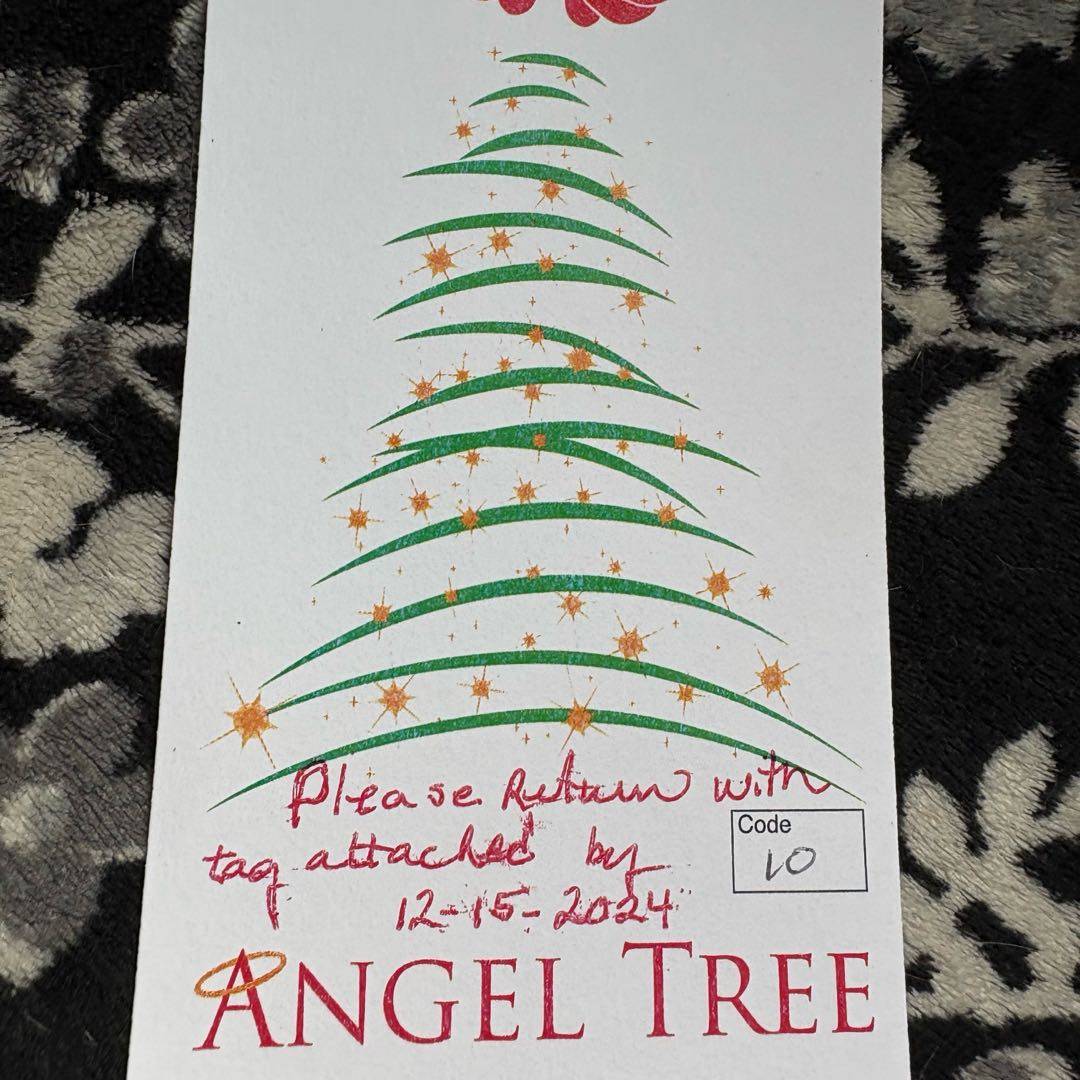 Please Return with
tag attached by
Code
10
12-15-2024
ANGEL TREE